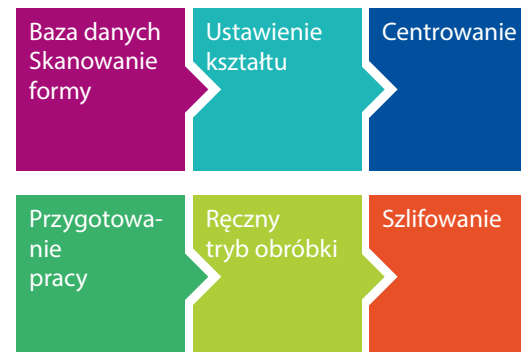 Baza danych
Skanowanie
formy
Ustawienie
kształtu
Centrowanie
Przygotowa-
nie
pracy
Ręczny
tryb obróbki
Szlifowanie